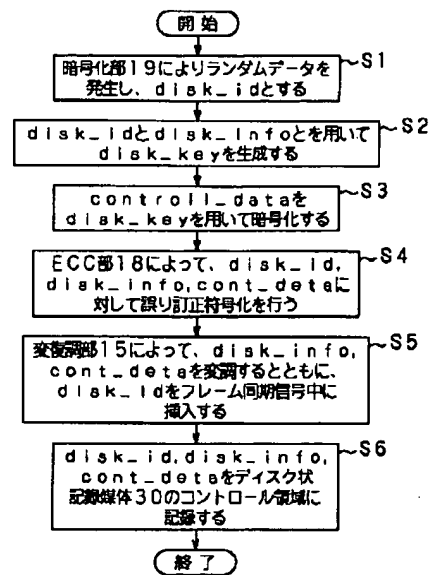 開始
S1
暗号化部19によりランダムデータを
発生し、disk_idとする
S2
disk_idとdisk_infoとを用いて
disk_keyを生成する
S3
controll_dataを
disk_keyを用いて暗号化する
S4
ECC部18によって、disk_id,
disk_info,cont_detaに
対して誤り訂正符号化を行う
S5
変復調部15によって、disk_info,
cont_detaを変調するとともに、
disk_idをフレーム同期信号中に
挿入する
S6
disk_id,disk_info,
cont_detaをディスク状
記録媒体30のコントロール領域に
記録する
終了